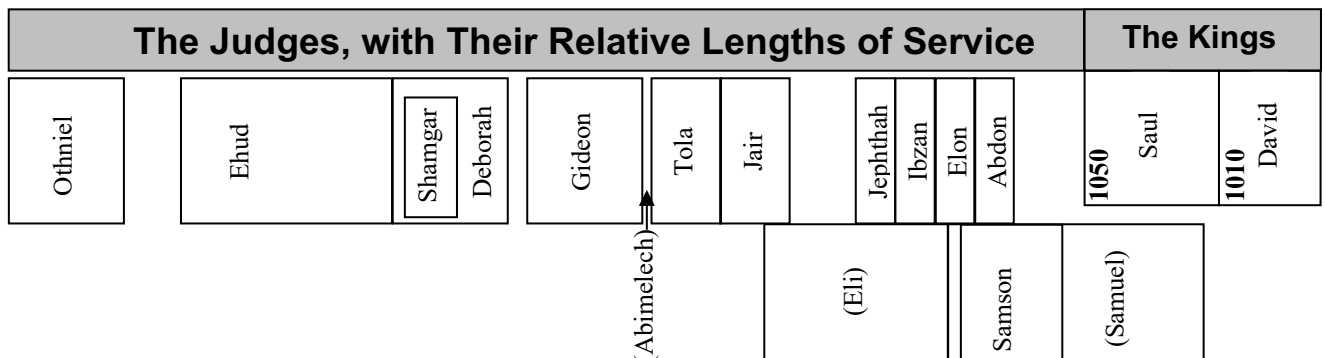 The Judges, with Their Relative Lengths of Service
The Kings
Othniel
Ehud
Shamgar
Deborah
Gideon
(Abimelech)
Tola
Jair
Jephthah
Ibzan
Elon
Abdon
1050
Saul
1010
David
(Eli)
Samson
(Samuel)